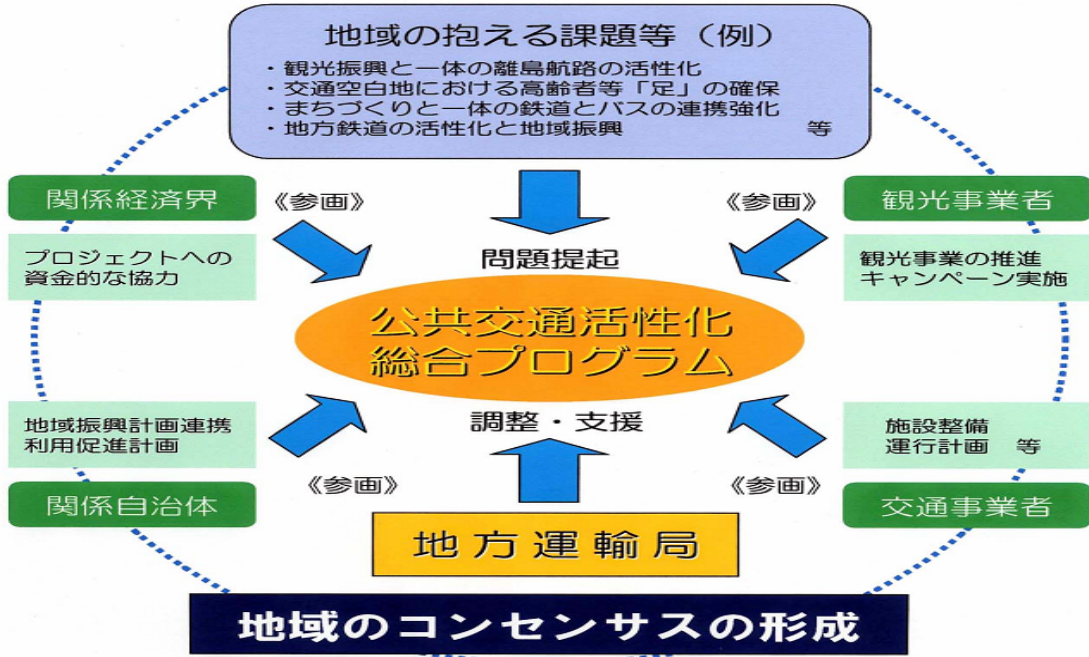 地域の抱える課題等（例）
・観光振興と一体の離島航路の活性化
・交通空白地における高齢者等「足」の確保
・まちづくりと一体の鉄道とバスの連携強化
・地方鉄道の活性化と地域振興　　　等
関係経済界
《参画》
《参画》
観光事業者
プロジェクトへの
資金的な協力
問題提起
観光事業の推進
キャンペーン実施
公共交通活性化
総合プログラム
地域振興計画連携
利用促進計画
調整・支援
施設整備
運行計画　等
関係自治体
《参画》
《参画》
交通事業者
地方運輸局
地域のコンセンサスの形成